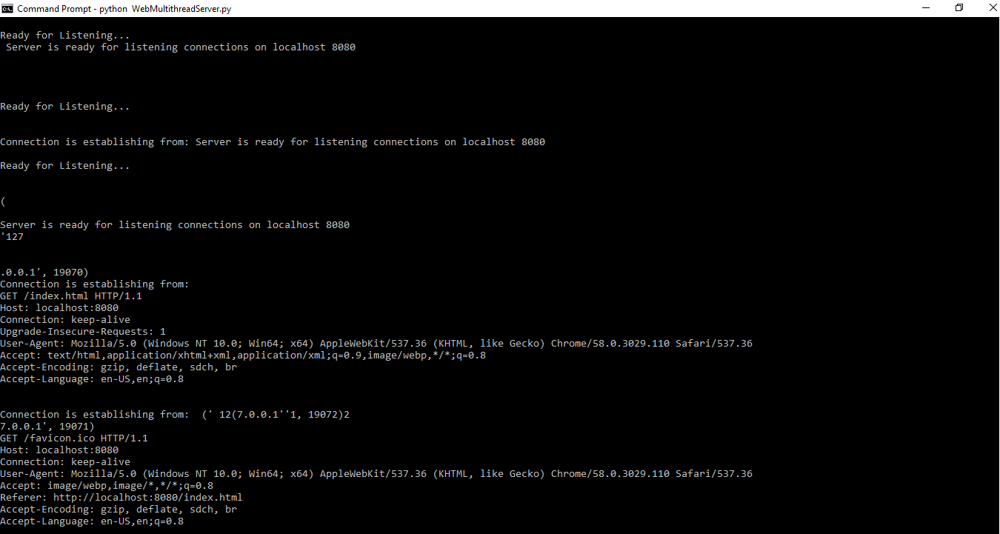 Command Prompt - python  WebMultithreadServer.py
Ready for Listening...
 Server is ready for listening connections on localhost 8080
Ready for Listening...
Connection is establishing from: Server is ready for listening connections on localhost 8080
Ready for Listening...
(
Server is ready for listening connections on localhost 8080
'127
.0.0.1', 19070)
Connection is establishing from:
GET /index.html HTTP/1.1
Host: localhost:8080
Connection: keep-alive
Upgrade-Insecure-Requests: 1
User-Agent: Mozilla/5.0 (Windows NT 10.0; Win64; x64) AppleWebKit/537.36 (KHTML, like Gecko) Chrome/58.0.3029.110 Safari/537.36
Accept: text/html,application/xhtml+xml,application/xml;q=0.9,image/webp,*/*;q=0.8
Accept-Encoding: gzip, deflate, sdch, br
Accept-Language: en-US,en;q=0.8
Connection is establishing from:  (' 12(7.0.0.1''1, 19072)2
7.0.0.1', 19071)
GET /favicon.ico HTTP/1.1
Host: localhost:8080
Connection: keep-alive
User-Agent: Mozilla/5.0 (Windows NT 10.0; Win64; x64) AppleWebKit/537.36 (KHTML, like Gecko) Chrome/58.0.3029.110 Safari/537.36
Accept: image/webp,image/*,*/*;q=0.8
Referer: http://localhost:8080/index.html
Accept-Encoding: gzip, deflate, sdch, br
Accept-Language: en-US,en;q=0.8